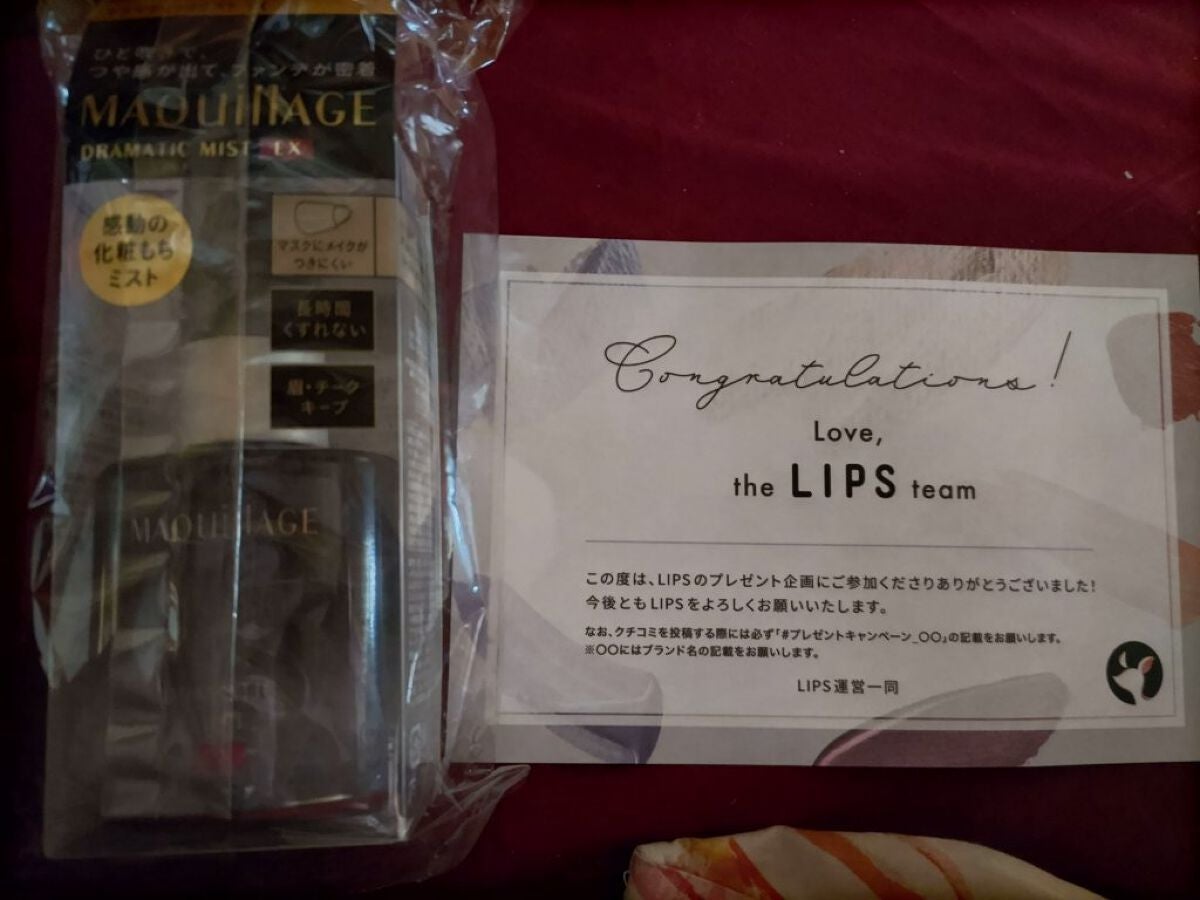 ひと吹きで、
つや感が出て、ファンデが密着
MAQuillAGE
DRAMATIC MIST EX
感動の
化粧もち
ミスト
マスクにメイクが
つきにくい
長時間
くずれない
眉・チーク
キープ
MAQuillAGE
Congratulations!
Love,
the LIPS team
この度は、LIPSのプレゼント企画にご参加くださりありがとうございました!
今後ともLIPSをよろしくお願いいたします。
なお、クチコミを投稿する際には必ず「#プレゼントキャンペーン_〇〇」の記載をお願いします。
※〇〇にはブランド名の記載をお願いします。
LIPS運営一同